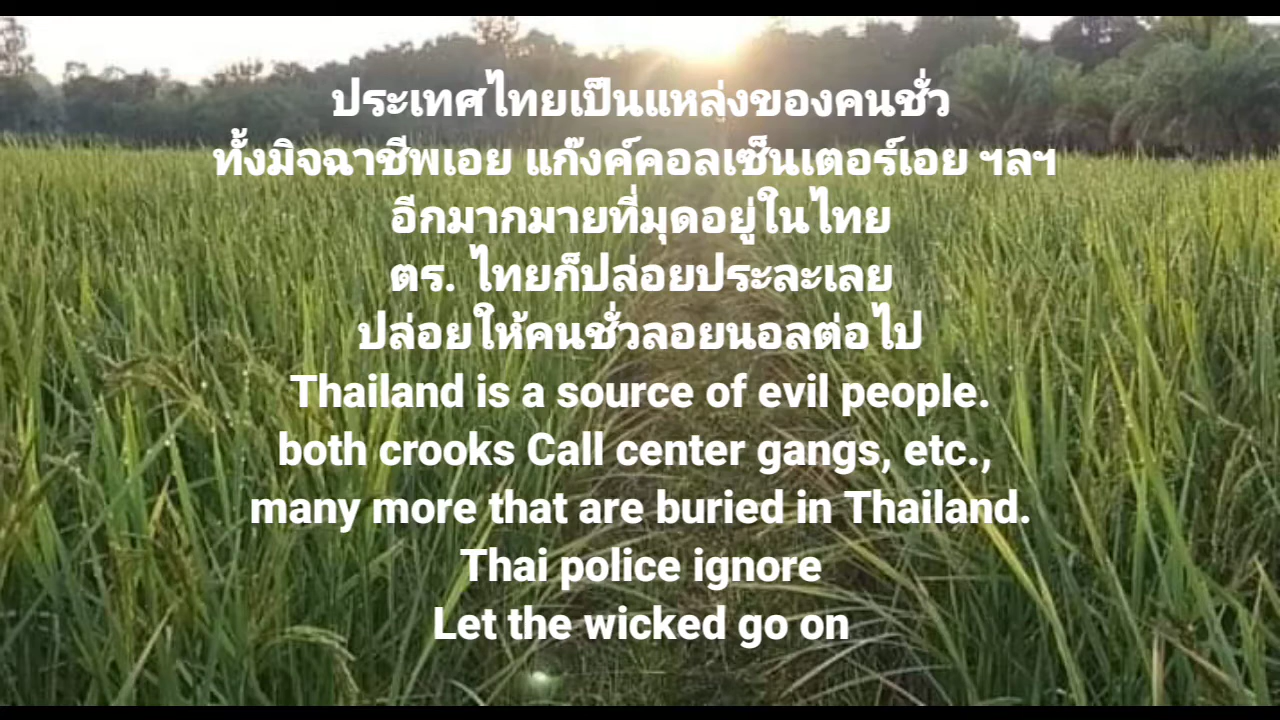 ประเทศไทยเป็นแหล่งของคนชั่ว
ทั้งมิจฉาชีพเอย แก๊งค์คอลเซ็นเตอร์เอย ฯลฯ
อีกมากมายที่มุดอยู่ในไทย
ตร. ไทยก็ปล่อยประละเลย
ปล่อยให้คนชั่วลอยนอลต่อไป
Thailand is a source of evil people.
both crooks Call center gangs, etc.,
many more that are buried in Thailand.
Thai police ignore
Let the wicked go on